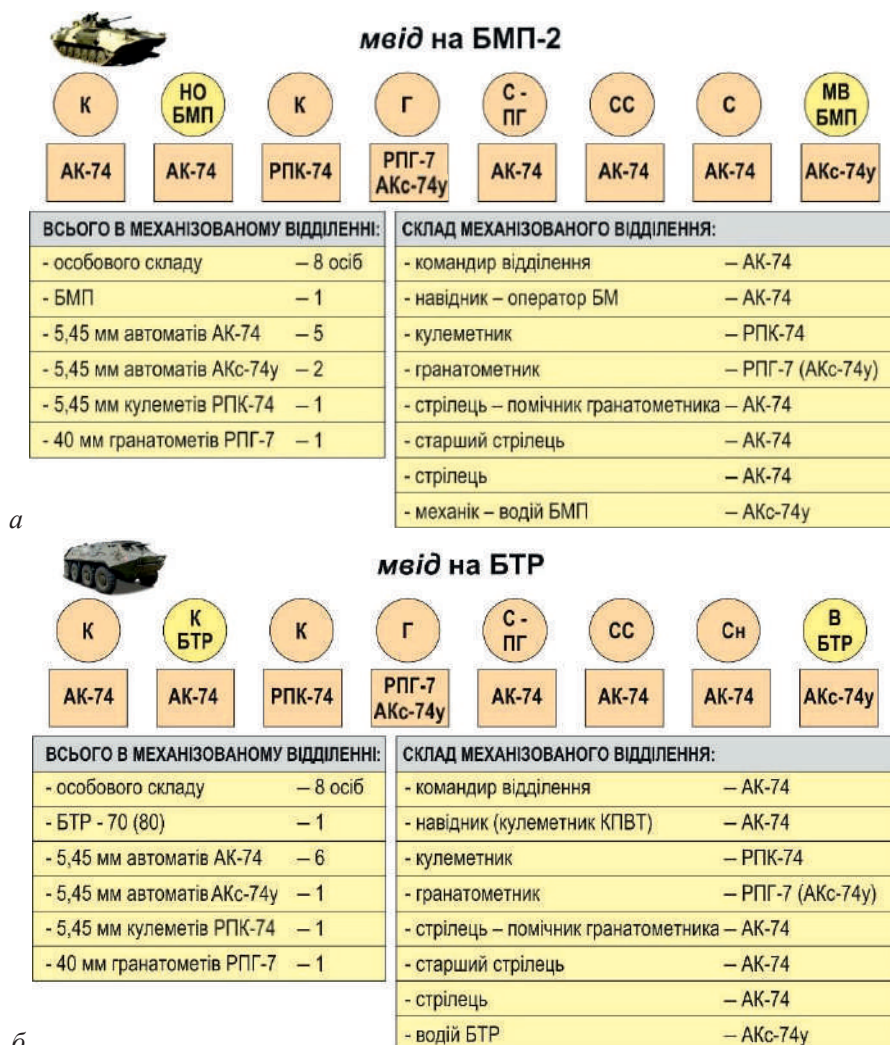 мвід на БМП-2
К НО БМП К Г С - ПГ СС С МВ БМП
АК-74 АК-74 РПК-74 РПГ-7 АКс-74у АК-74 АК-74 АК-74 АКс-74у
ВСЬОГО В МЕХАНІЗОВАНОМУ ВІДДІЛЕННІ:
- особового складу – 8 осіб
- БМП – 1
- 5,45 мм автоматів АК-74 – 5
- 5,45 мм автоматів АКс-74у – 2
- 5,45 мм кулеметів РПК-74 – 1
- 40 мм гранатометів РПГ-7 – 1
СКЛАД МЕХАНІЗОВАНОГО ВІДДІЛЕННЯ:
- командир відділення – АК-74
- навідник – оператор БМ – АК-74
- кулеметник – РПК-74
- гранатометник – РПГ-7 (АКс-74у)
- стрілець – помічник гранатометника – АК-74
- старший стрілець – АК-74
- стрілець – АК-74
- механік – водій БМП – АКс-74у
а
мвід на БТР
К К БТР К Г С - ПГ СС Сн В БТР
АК-74 АК-74 РПК-74 РПГ-7 АКс-74у АК-74 АК-74 АК-74 АКс-74у
ВСЬОГО В МЕХАНІЗОВАНОМУ ВІДДІЛЕННІ:
- особового складу – 8 осіб
- БТР - 70 (80) – 1
- 5,45 мм автоматів АК-74 – 6
- 5,45 мм автоматів АКс-74у – 1
- 5,45 мм кулеметів РПК-74 – 1
- 40 мм гранатометів РПГ-7 – 1
СКЛАД МЕХАНІЗОВАНОГО ВІДДІЛЕННЯ:
- командир відділення – АК-74
- навідник (кулеметник КПВТ) – АК-74
- кулеметник – РПК-74
- гранатометник – РПГ-7 (АКс-74у)
- стрілець – помічник гранатометника – АК-74
- старший стрілець – АК-74
- стрілець – АК-74
- водій БТР – АКс-74у
б